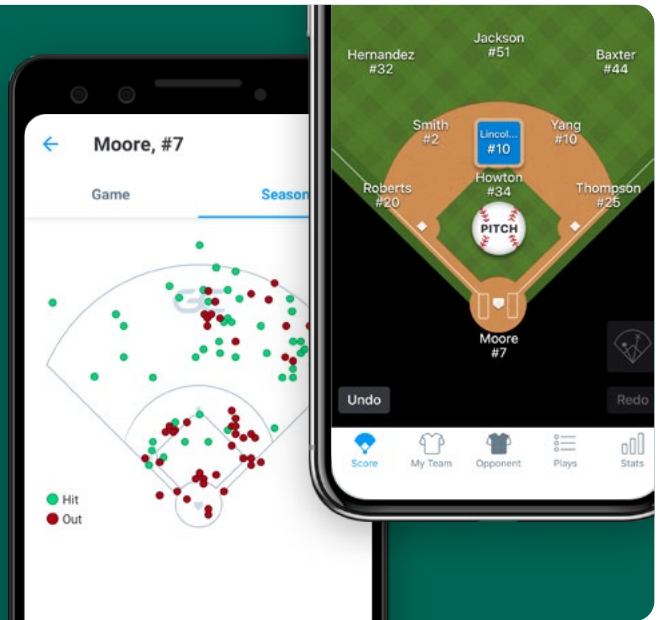 Moore, #7
Game
Season
GC
Hit
Out
Jackson
#51
Hernandez
#32
Baxter
#44
Smith
#2
Lincol...
#10
Yang
#10
Howton
#34
Roberts
#20
Thompson
#25
PITCH
Moore
#7
Undo
Redo
Score
My Team
Opponent
Plays
Stats